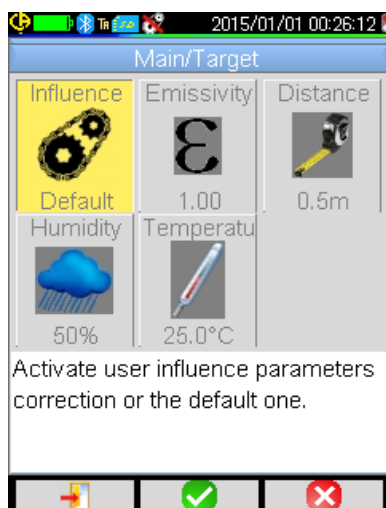 2015/01/01 00:26:12
Main/Target
Influence Emissivity Distance
Default 1.00 0.5m
Humidity Temperatu
50% 25.0°C
Activate user influence parameters
correction or the default one.